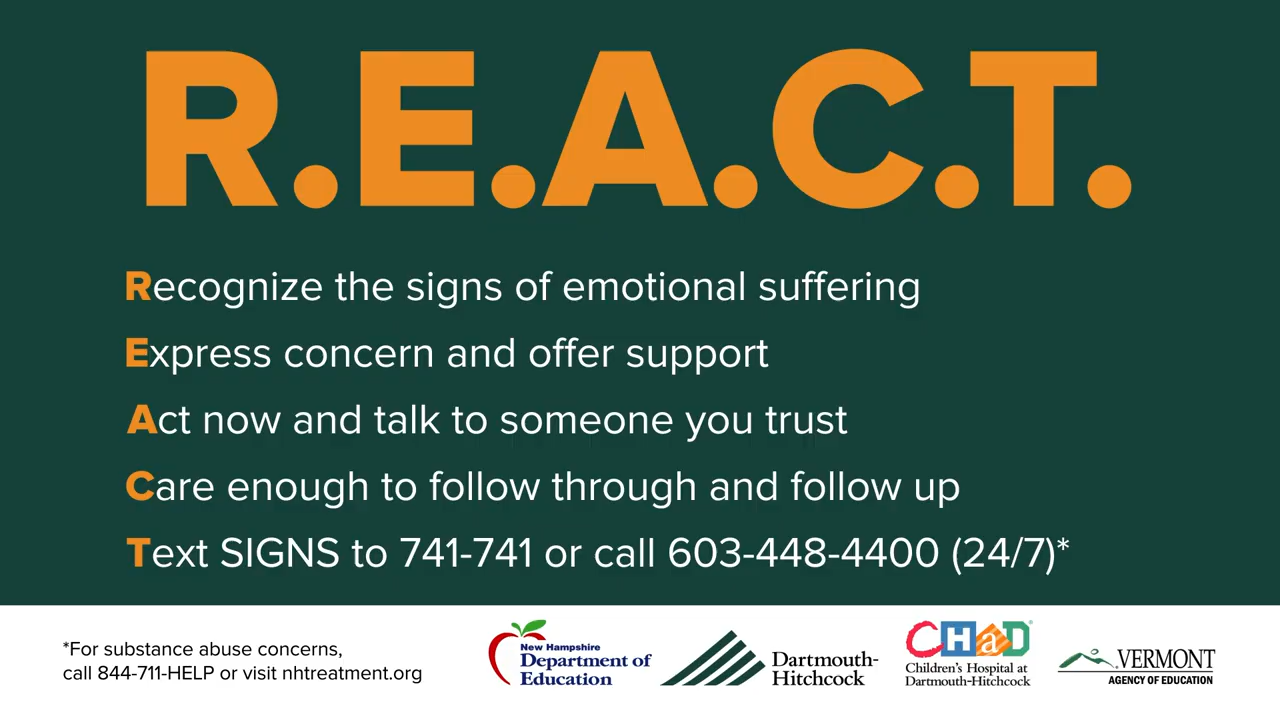 R.E.A.C.T.
Recognize the signs of emotional suffering
Express concern and offer support
Act now and talk to someone you trust
Care enough to follow through and follow up
Text SIGNS to 741-741 or call 603-448-4400 (24/7)*
*For substance abuse concerns,
call 844-711-HELP or visit nhtreatment.org
New Hampshire
Department of
Education
Dartmouth-
Hitchcock
CHaD®
Children's Hospital at
Dartmouth-Hitchcock
VERMONT
AGENCY OF EDUCATION